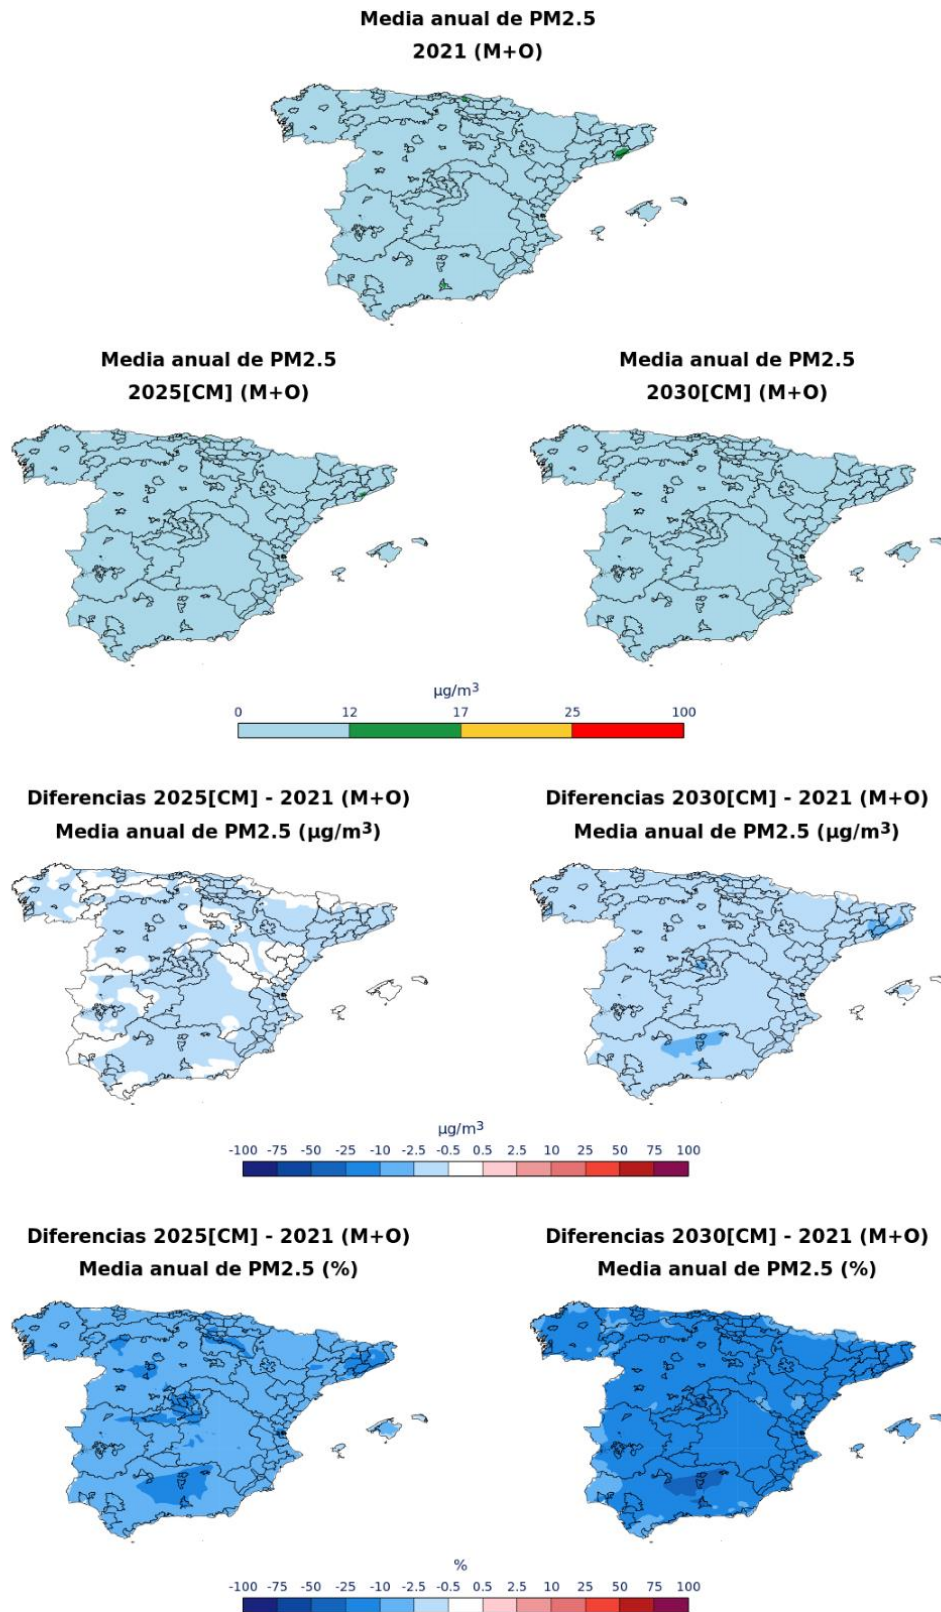 Media anual de PM2.5
2021 (M+O)
Media anual de PM2.5
2025[CM] (M+O)
Media anual de PM2.5
2030[CM] (M+O)
µg/m³
0 12 17 25 100
Diferencias 2025[CM] - 2021 (M+O)
Media anual de PM2.5 (µg/m³)
Diferencias 2030[CM] - 2021 (M+O)
Media anual de PM2.5 (µg/m³)
µg/m³
-100 -75 -50 -25 -10 -2.5 -0.5 0.5 2.5 10 25 50 75 100
Diferencias 2025[CM] - 2021 (M+O)
Media anual de PM2.5 (%)
Diferencias 2030[CM] - 2021 (M+O)
Media anual de PM2.5 (%)
%
-100 -75 -50 -25 -10 -2.5 -0.5 0.5 2.5 10 25 50 75 100